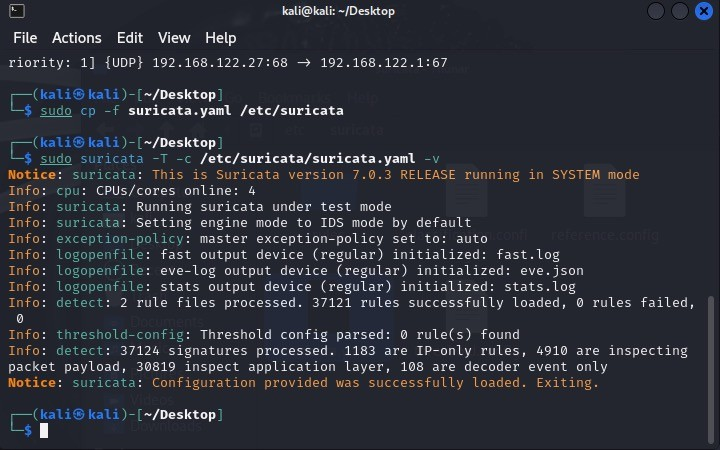 kali@kali: ~/Desktop
File Actions Edit View Help
riority: 1] {UDP} 192.168.122.27:68 → 192.168.122.1:67
┌──(kali㉿kali)-[~/Desktop]
└─$ sudo cp -f suricata.yaml /etc/suricata
┌──(kali㉿kali)-[~/Desktop]
└─$ sudo suricata -T -c /etc/suricata/suricata.yaml -v
Notice: suricata: This is Suricata version 7.0.3 RELEASE running in SYSTEM mode
Info: cpu: CPUs/cores online: 4
Info: suricata: Running suricata under test mode
Info: suricata: Setting engine mode to IDS mode by default
Info: exception-policy: master exception-policy set to: auto
Info: logopenfile: fast output device (regular) initialized: fast.log
Info: logopenfile: eve-log output device (regular) initialized: eve.json
Info: logopenfile: stats output device (regular) initialized: stats.log
Info: detect: 2 rule files processed. 37121 rules successfully loaded, 0 rules failed,
0
Info: threshold-config: Threshold config parsed: 0 rule(s) found
Info: detect: 37124 signatures processed. 1183 are IP-only rules, 4910 are inspecting
packet payload, 30819 inspect application layer, 108 are decoder event only
Notice: suricata: Configuration provided was successfully loaded. Exiting.
┌──(kali㉿kali)-[~/Desktop]
└─$
reference.config
Documents
Videos
Downloads